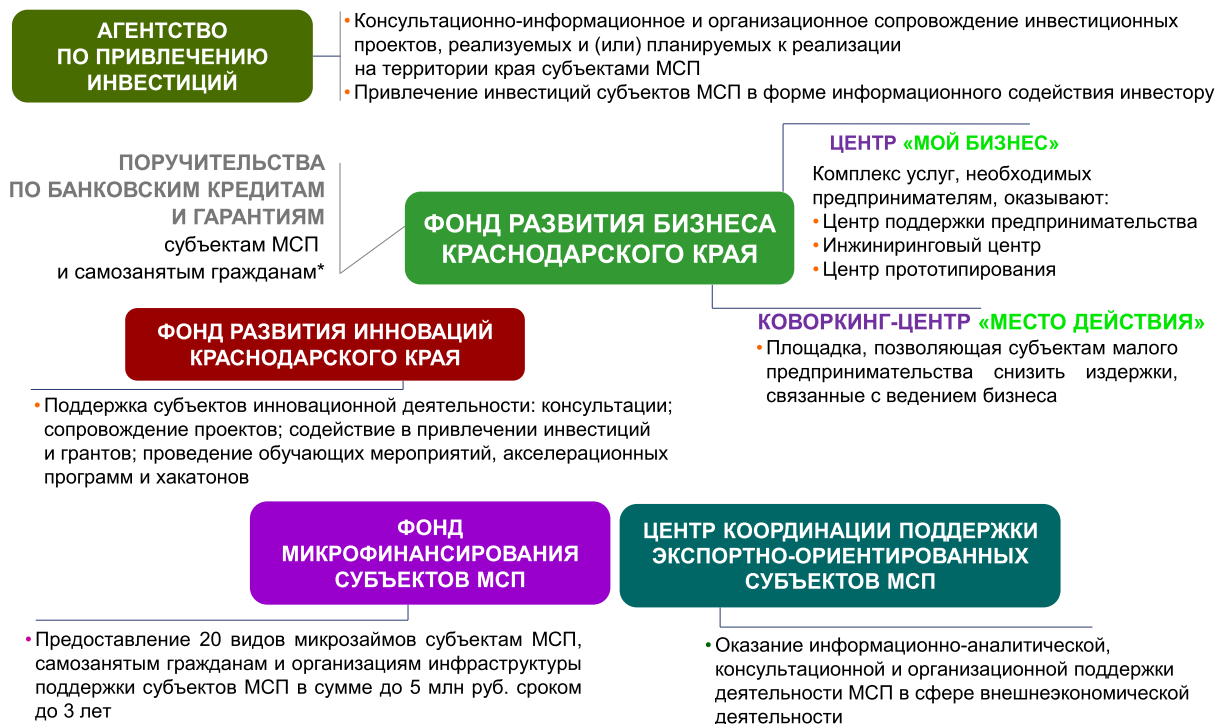 АГЕНТСТВО
ПО ПРИВЛЕЧЕНИЮ
ИНВЕСТИЦИЙ
• Консультационно-информационное и организационное сопровождение инвестиционных
проектов, реализуемых и (или) планируемых к реализации
на территории края субъектами МСП
• Привлечение инвестиций субъектов МСП в форме информационного содействия инвестору
ПОРУЧИТЕЛЬСТВА
ПО БАНКОВСКИМ КРЕДИТАМ
И ГАРАНТИЯМ
субъектам МСП
и самозанятым гражданам*
ФОНД РАЗВИТИЯ БИЗНЕСА
КРАСНОДАРСКОГО КРАЯ
ЦЕНТР «МОЙ БИЗНЕС»
Комплекс услуг, необходимых
предпринимателям, оказывают:
• Центр поддержки предпринимательства
• Инжиниринговый центр
• Центр прототипирования
КОВОРКИНГ-ЦЕНТР «МЕСТО ДЕЙСТВИЯ»
• Площадка, позволяющая субъектам малого
предпринимательства снизить издержки,
связанные с ведением бизнеса
ФОНД РАЗВИТИЯ ИННОВАЦИЙ
КРАСНОДАРСКОГО КРАЯ
• Поддержка субъектов инновационной деятельности: консультации;
сопровождение проектов; содействие в привлечении инвестиций
и грантов; проведение обучающих мероприятий, акселерационных
программ и хакатонов
ФОНД
МИКРОФИНАНСИРОВАНИЯ
СУБЪЕКТОВ МСП
• Предоставление 20 видов микрозаймов субъектам МСП,
самозанятым гражданам и организациям инфраструктуры
поддержки субъектов МСП в сумме до 5 млн руб. сроком
до 3 лет
ЦЕНТР КООРДИНАЦИИ ПОДДЕРЖКИ
ЭКСПОРТНО-ОРИЕНТИРОВАННЫХ
СУБЪЕКТОВ МСП
• Оказание информационно-аналитической,
консультационной и организационной поддержки
деятельности МСП в сфере внешнеэкономической
деятельности